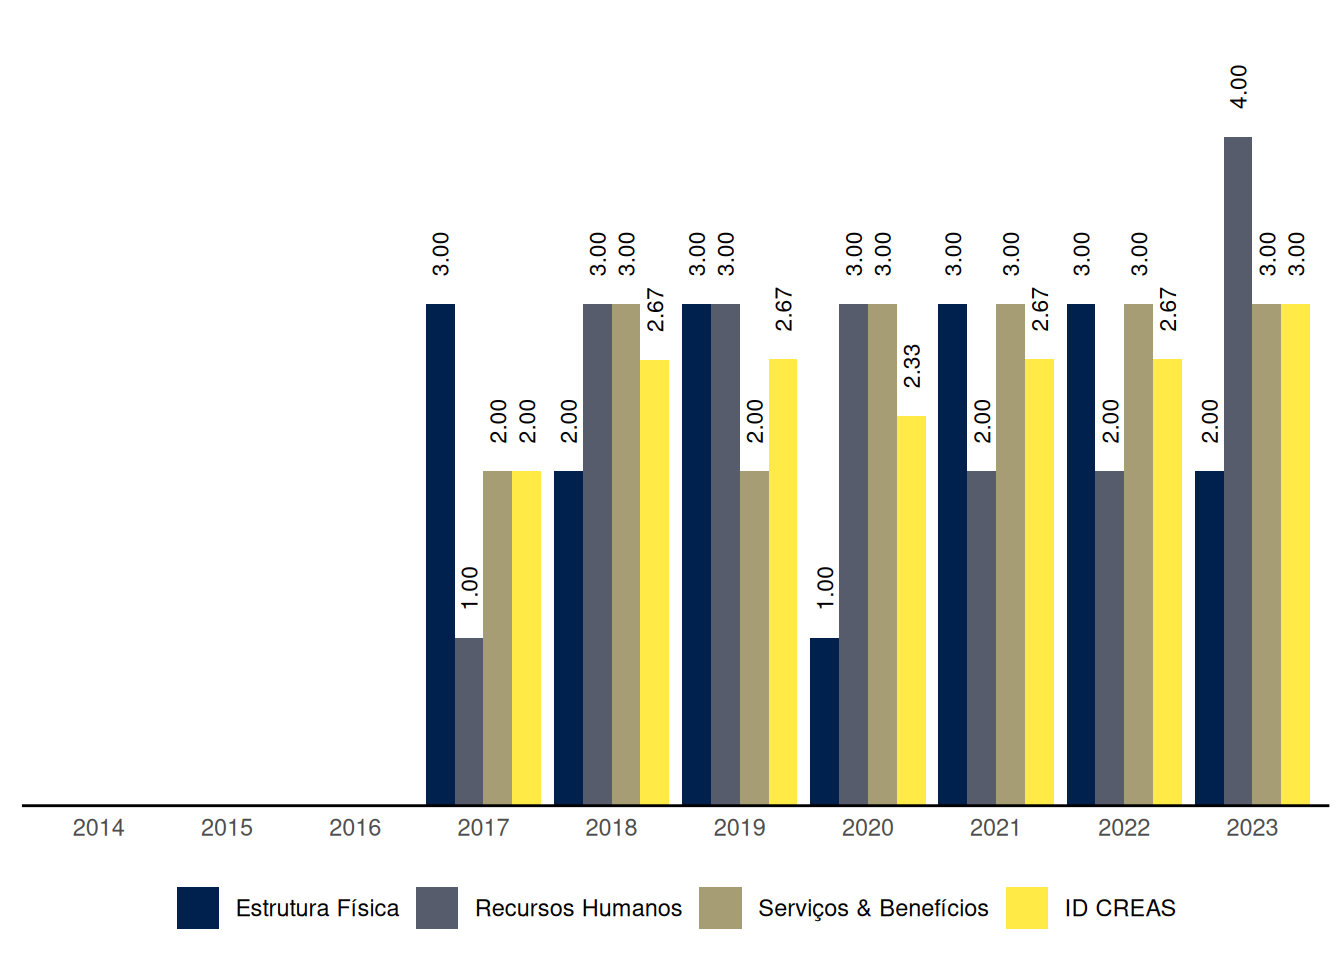 4.00
3.00 3.00 3.00 3.00 3.00 3.00 3.00 3.00 3.00 3.00 3.00 3.00 3.00
2.67 2.67 2.67 2.67
2.33
2.00 2.00 2.00 2.00 2.00 2.00 2.00
1.00 1.00
2014 2015 2016 2017 2018 2019 2020 2021 2022 2023
Estrutura Física Recursos Humanos Serviços & Benefícios ID CREAS